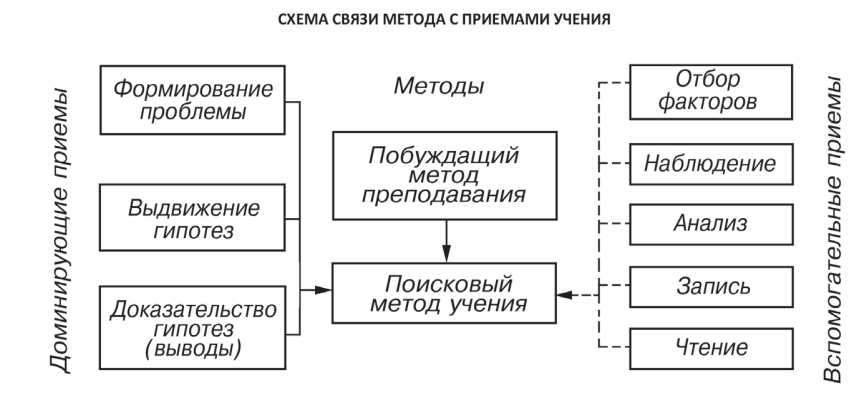 СХЕМА СВЯЗИ МЕТОДА С ПРИЕМАМИ УЧЕНИЯ
Доминирующие приемы
Формирование
проблемы
Выдвижение
гипотез
Доказательство
гипотез
(выводы)
Методы
Побуждащий
метод
преподавания
Поисковый
метод учения
Отбор
факторов
Наблюдение
Анализ
Запись
Чтение
Вспомогательные приемы